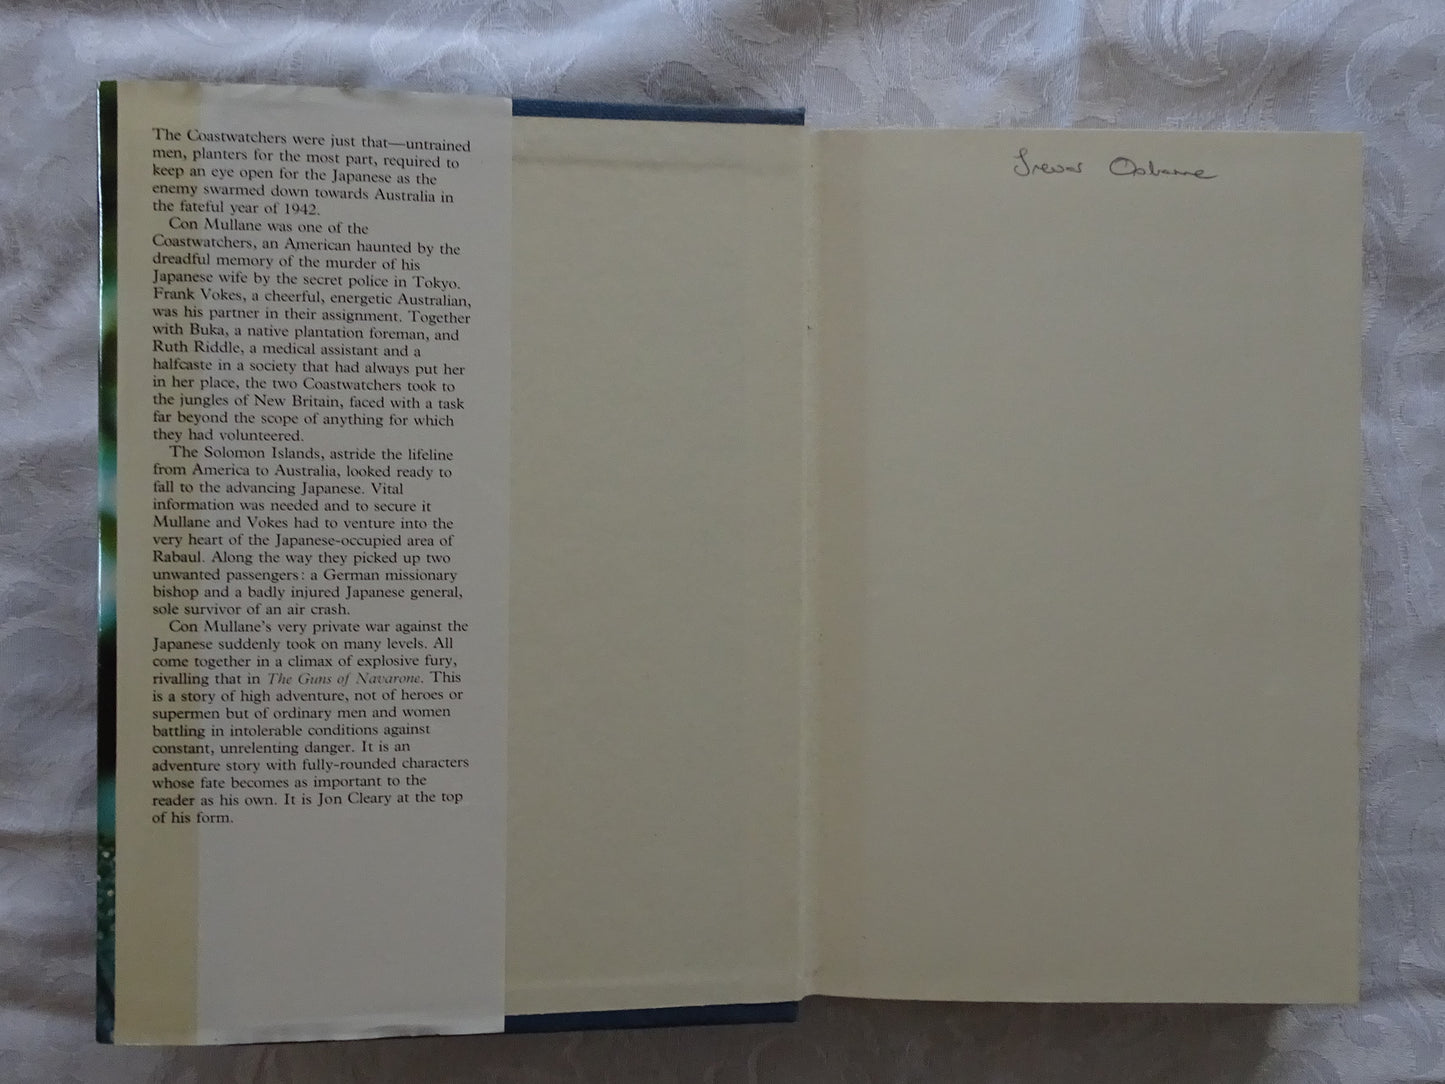 The Coastwatchers were just that—untrained
men, planters for the most part, required to
keep an eye open for the Japanese as the
enemy swarmed down towards Australia in
the fateful year of 1942.
Con Mullane was one of the
Coastwatchers, an American haunted by the
dreadful memory of the murder of his
Japanese wife by the secret police in Tokyo.
Frank Vokes, a cheerful, energetic Australian,
was his partner in their assignment. Together
with Buka, a native plantation foreman, and
Ruth Riddle, a medical assistant and a
halfcaste in a society that had always put her
in her place, the two Coastwatchers took to
the jungles of New Britain, faced with a task
far beyond the scope of anything for which
they had volunteered.
The Solomon Islands, astride the lifeline
from America to Australia, looked ready to
fall to the advancing Japanese. Vital
information was needed and to secure it
Mullane and Vokes had to venture into the
very heart of the Japanese-occupied area of
Rabaul. Along the way they picked up two
unwanted passengers: a German missionary
bishop and a badly injured Japanese general,
sole survivor of an air crash.
Con Mullane's very private war against the
Japanese suddenly took on many levels. All
come together in a climax of explosive fury,
rivalling that in The Guns of Navarone. This
is a story of high adventure, not of heroes or
supermen but of ordinary men and women
battling in intolerable conditions against
constant, unrelenting danger. It is an
adventure story with fully-rounded characters
whose fate becomes as important to the
reader as his own. It is Jon Cleary at the top
of his form.
Trevor Osborne